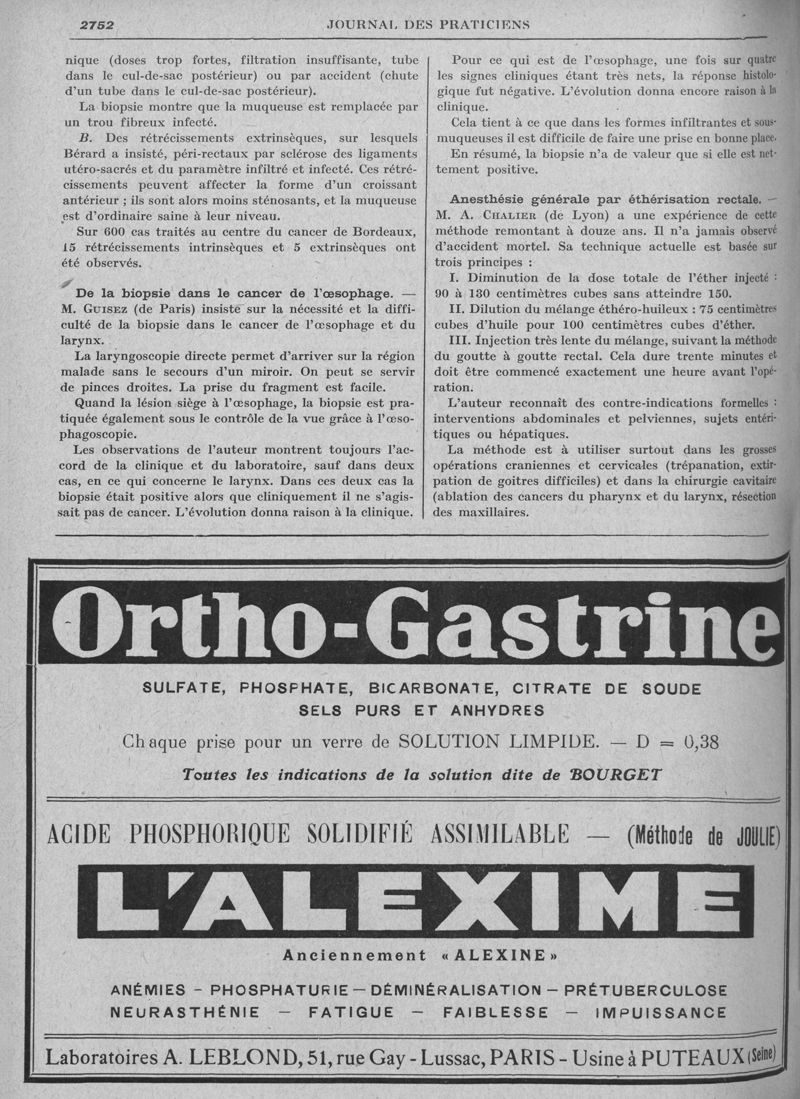 2752
JOURNAL DES PRATICIENS
nique (doses trop fortes, filtration insuffisante, tube
dans le cul-de-sac postérieur) ou par accident (chute
d'un tube dans le cul-de-sac postérieur).
La biopsie montre que la muqueuse est remplacée par
un trou fibreux infecté.
B. Des rétrécissements extrinsèques, sur lesquels
Bérard a insisté, péri-rectaux par sclérose des ligaments
utéro-sacrés et du paramètre infiltré et infecté. Ces rétré-
cissements peuvent affecter la forme d'un croissant
antérieur ; ils sont alors moins sténosants, et la muqueuse
est d'ordinaire saine à leur niveau.
Sur 600 cas traités au centre du cancer de Bordeaux,
15 rétrécissements intrinsèques et 5 extrinsèques ont
été observés.
De la biopsie dans le cancer de l'œsophage. —
M. GUISEZ (de Paris) insiste sur la nécessité et la diffi-
culté de la biopsie dans le cancer de l'œsophage et du
larynx.
La laryngoscopie directe permet d'arriver sur la région
malade sans le secours d'un miroir. On peut se servir
de pinces droites. La prise du fragment est facile.
Quand la lésion siège à l'œsophage, la biopsie est pra-
tiquée également sous le contrôle de la vue grâce à l'œso-
phagoscopie.
Les observations de l'auteur montrent toujours l'ac-
cord de la clinique et du laboratoire, sauf dans deux
cas, en ce qui concerne le larynx. Dans ces deux cas la
biopsie était positive alors que cliniquement il ne s'agis-
sait pas de cancer. L'évolution donna raison à la clinique.
Pour ce qui est de l'œsophage, une fois sur quatre
les signes cliniques étant très nets, la réponse histolo-
gique fut négative. L'évolution donna encore raison à la
clinique.
Cela tient à ce que dans les formes infiltrantes et sous-
muqueuses il est difficile de faire une prise en bonne place.
En résumé, la biopsie n'a de valeur que si elle est net-
tement positive.
Anesthésie générale par éthérisation rectale. —
M. A. CHALIER (de Lyon) a une expérience de cette
méthode remontant à douze ans. Il n'a jamais observé
d'accident mortel. Sa technique actuelle est basée sur
trois principes :
I. Diminution de la dose totale de l'éther injecté :
90 à 130 centimètres cubes sans atteindre 150.
II. Dilution du mélange éthéro-huileux : 75 centimètres
cubes d'huile pour 100 centimètres cubes d'éther.
III. Injection très lente du mélange, suivant la méthode
du goutte à goutte rectal. Cela dure trente minutes et
doit être commencé exactement une heure avant l'opé-
ration.
L'auteur reconnaît des contre-indications formelles :
interventions abdominales et pelviennes, sujets entéri-
tiques ou hépatiques.
La méthode est à utiliser surtout dans les grosses
opérations craniennes et cervicales (trépanation, extir-
pation de goitres difficiles) et dans la chirurgie cavitaire
(ablation des cancers du pharynx et du larynx, résection
des maxillaires.
Ortho-Gastrine
SULFATE, PHOSPHATE, BICARBONATE, CITRATE DE SOUDE
SELS PURS ET ANHYDRES
Chaque prise pour un verre de SOLUTION LIMPIDE. — D = 0,38
Toutes les indications de la solution dite de BOURGET
ACIDE PHOSPHORIQUE SOLIDIFIÉ ASSIMILABLE — (Méthode de JOULIE)
L'ALEXIME
Anciennement « ALEXINE »
ANÉMIES - PHOSPHATURIE — DÉMINÉRALISATION — PRÉTUBERCULOSE
NEURASTHÉNIE — FATIGUE — FAIBLESSE — IMPUISSANCE
Laboratoires A. LEBLOND, 51, rue Gay-Lussac, PARIS - Usine à PUTEAUX (Seine)